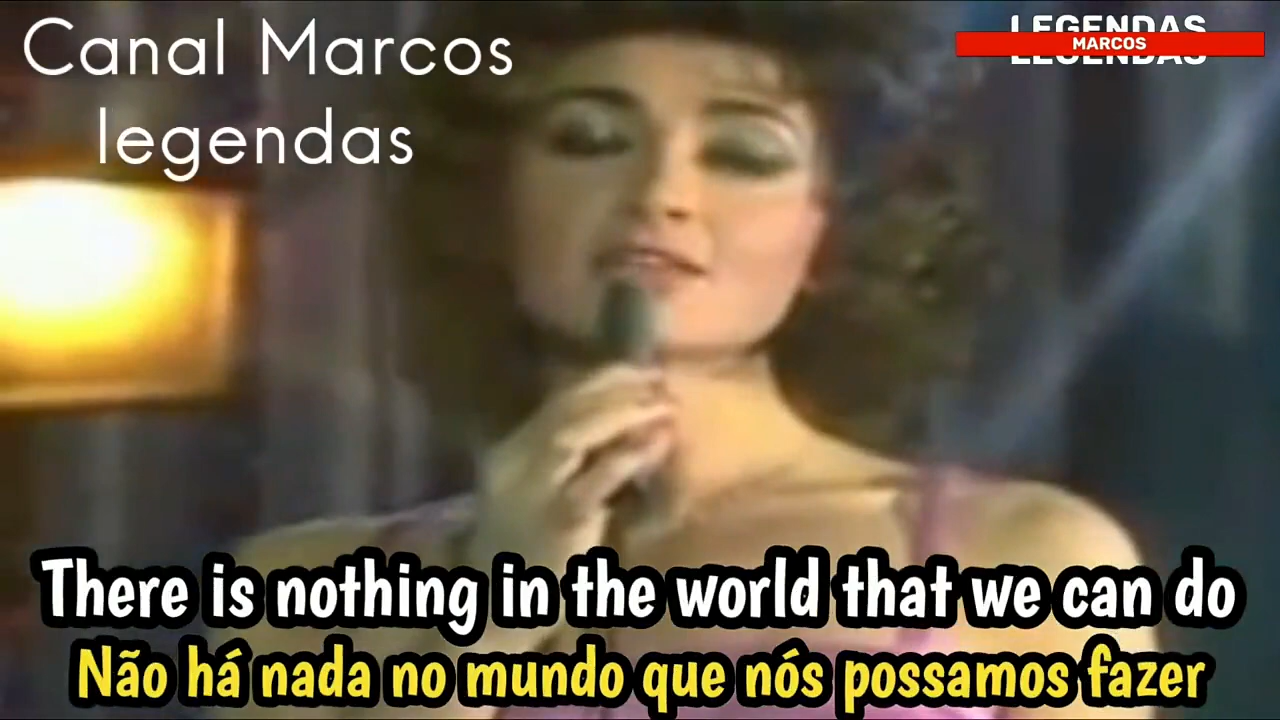 Canal Marcos
legendas
LEGENDAS
MARCOS
LEGENDAS
There is nothing in the world that we can do
Não há nada no mundo que nós possamos fazer